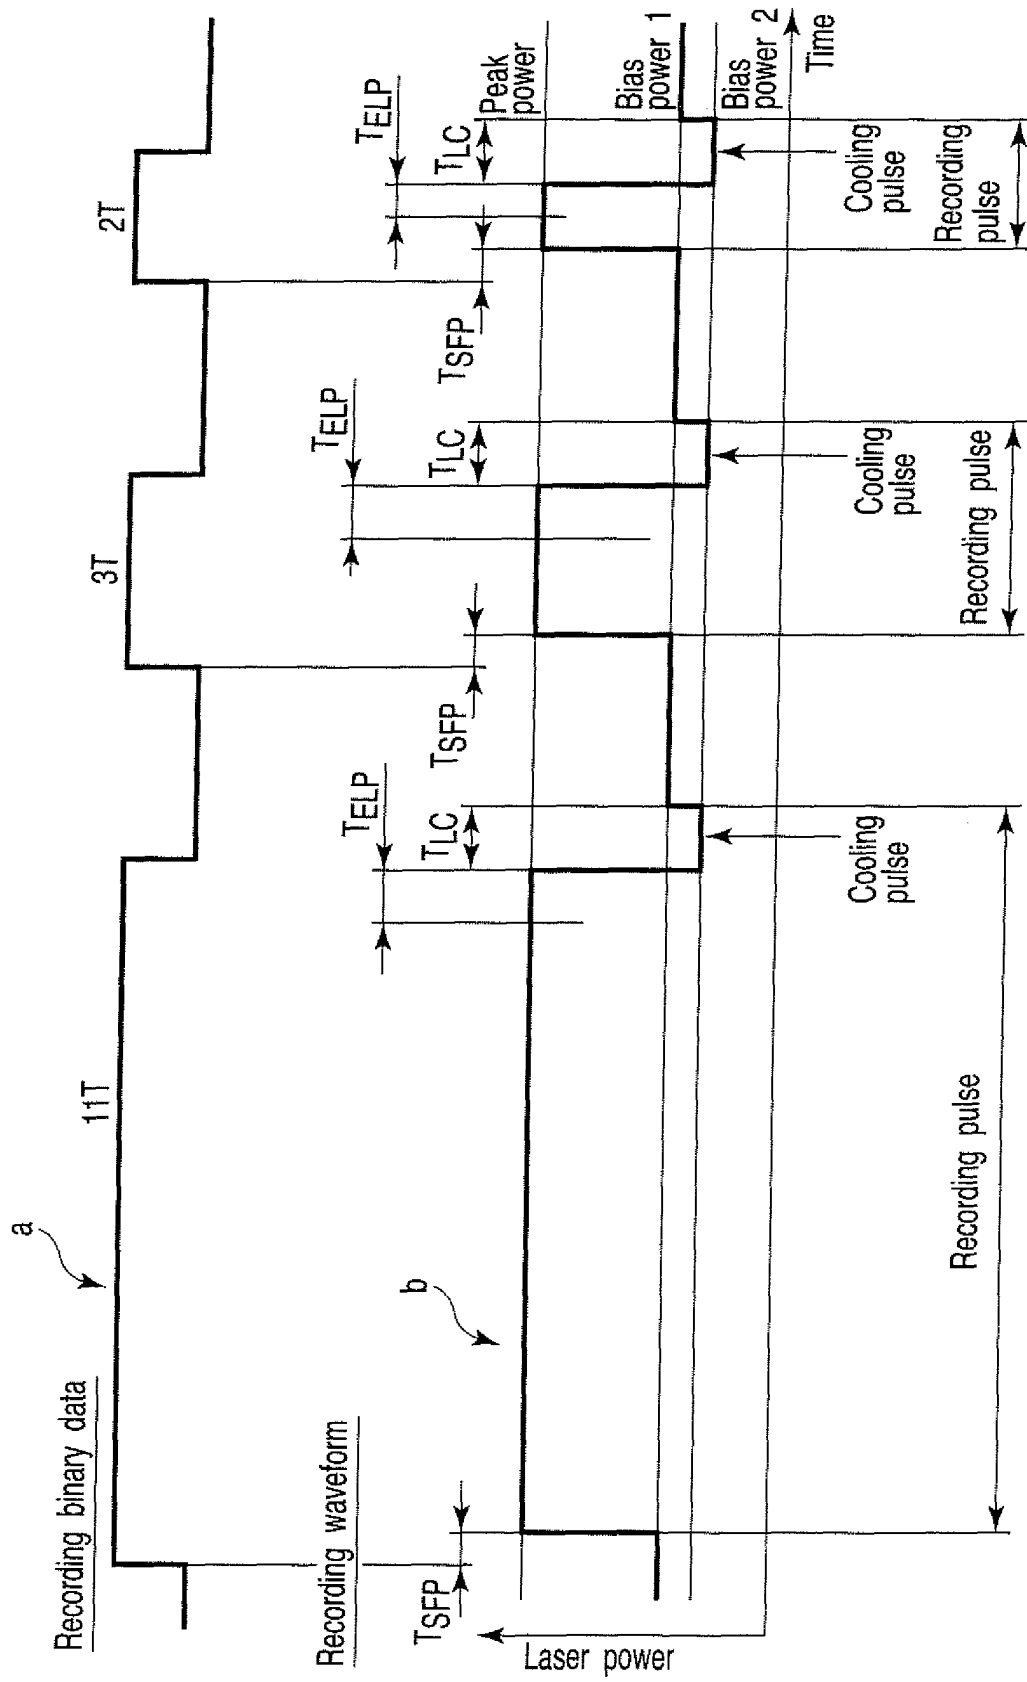 Recording binary data
a
11T
3T
2T
Recording waveform
b
TSFP
TELP
TLC
TSFP
TELP
TLC
TSFP
TELP
TLC
Peak
power
Bias
power 1
Bias
power 2
Time
Laser power
Cooling
pulse
Cooling
pulse
Cooling
pulse
Recording pulse
Recording pulse
Recording
pulse